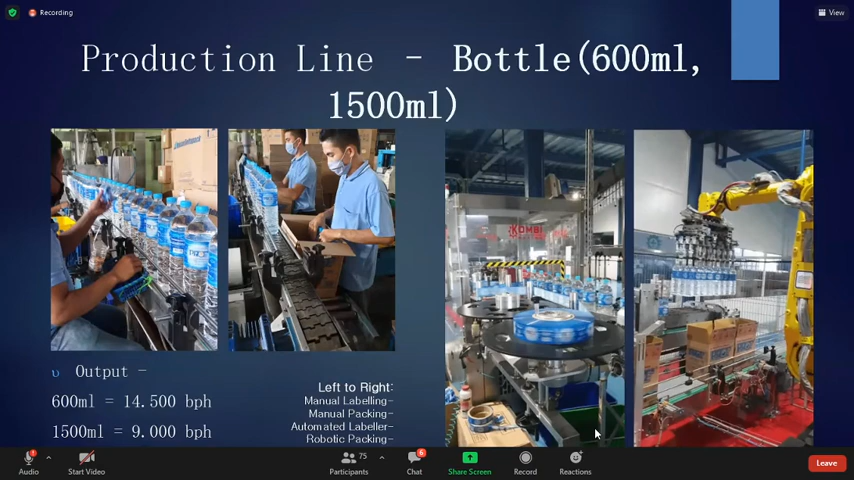 Recording
View
Production Line - Bottle(600ml,
1500ml)
KOMBI
υ Output -
600ml = 14.500 bph
1500ml = 9.000 bph
Left to Right:
Manual Labelling-
Manual Packing-
Automated Labeller-
Robotic Packing-
Audio
Start Video
Participants
75
Chat
6
Share Screen
Record
Reactions
Leave